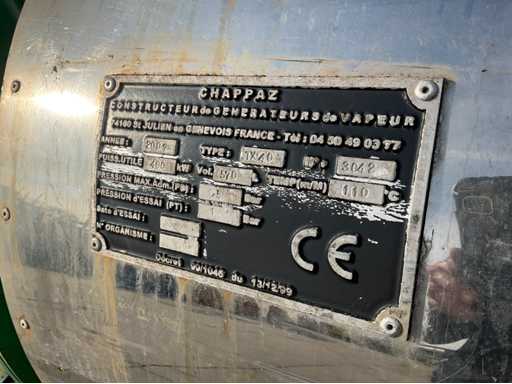 CHAPPAZ
CONSTRUCTEUR de GENERATEURS de VAPEUR
74160 St JULIEN en GENEVOIS FRANCE - Tél : 04 50 49 03 77
ANNEE : TYPE : N° : 3042
PUISS.UTILE kW Vol. 570 TEMP(m/M) 110 °C
PRESSION MAX.Adm.(PS) :
PRESSION d'ESSAI (PT) : Bar
Date d'ESSAI :
N° ORGANISME :
CE
Décret 99/1046 du 13/12/99